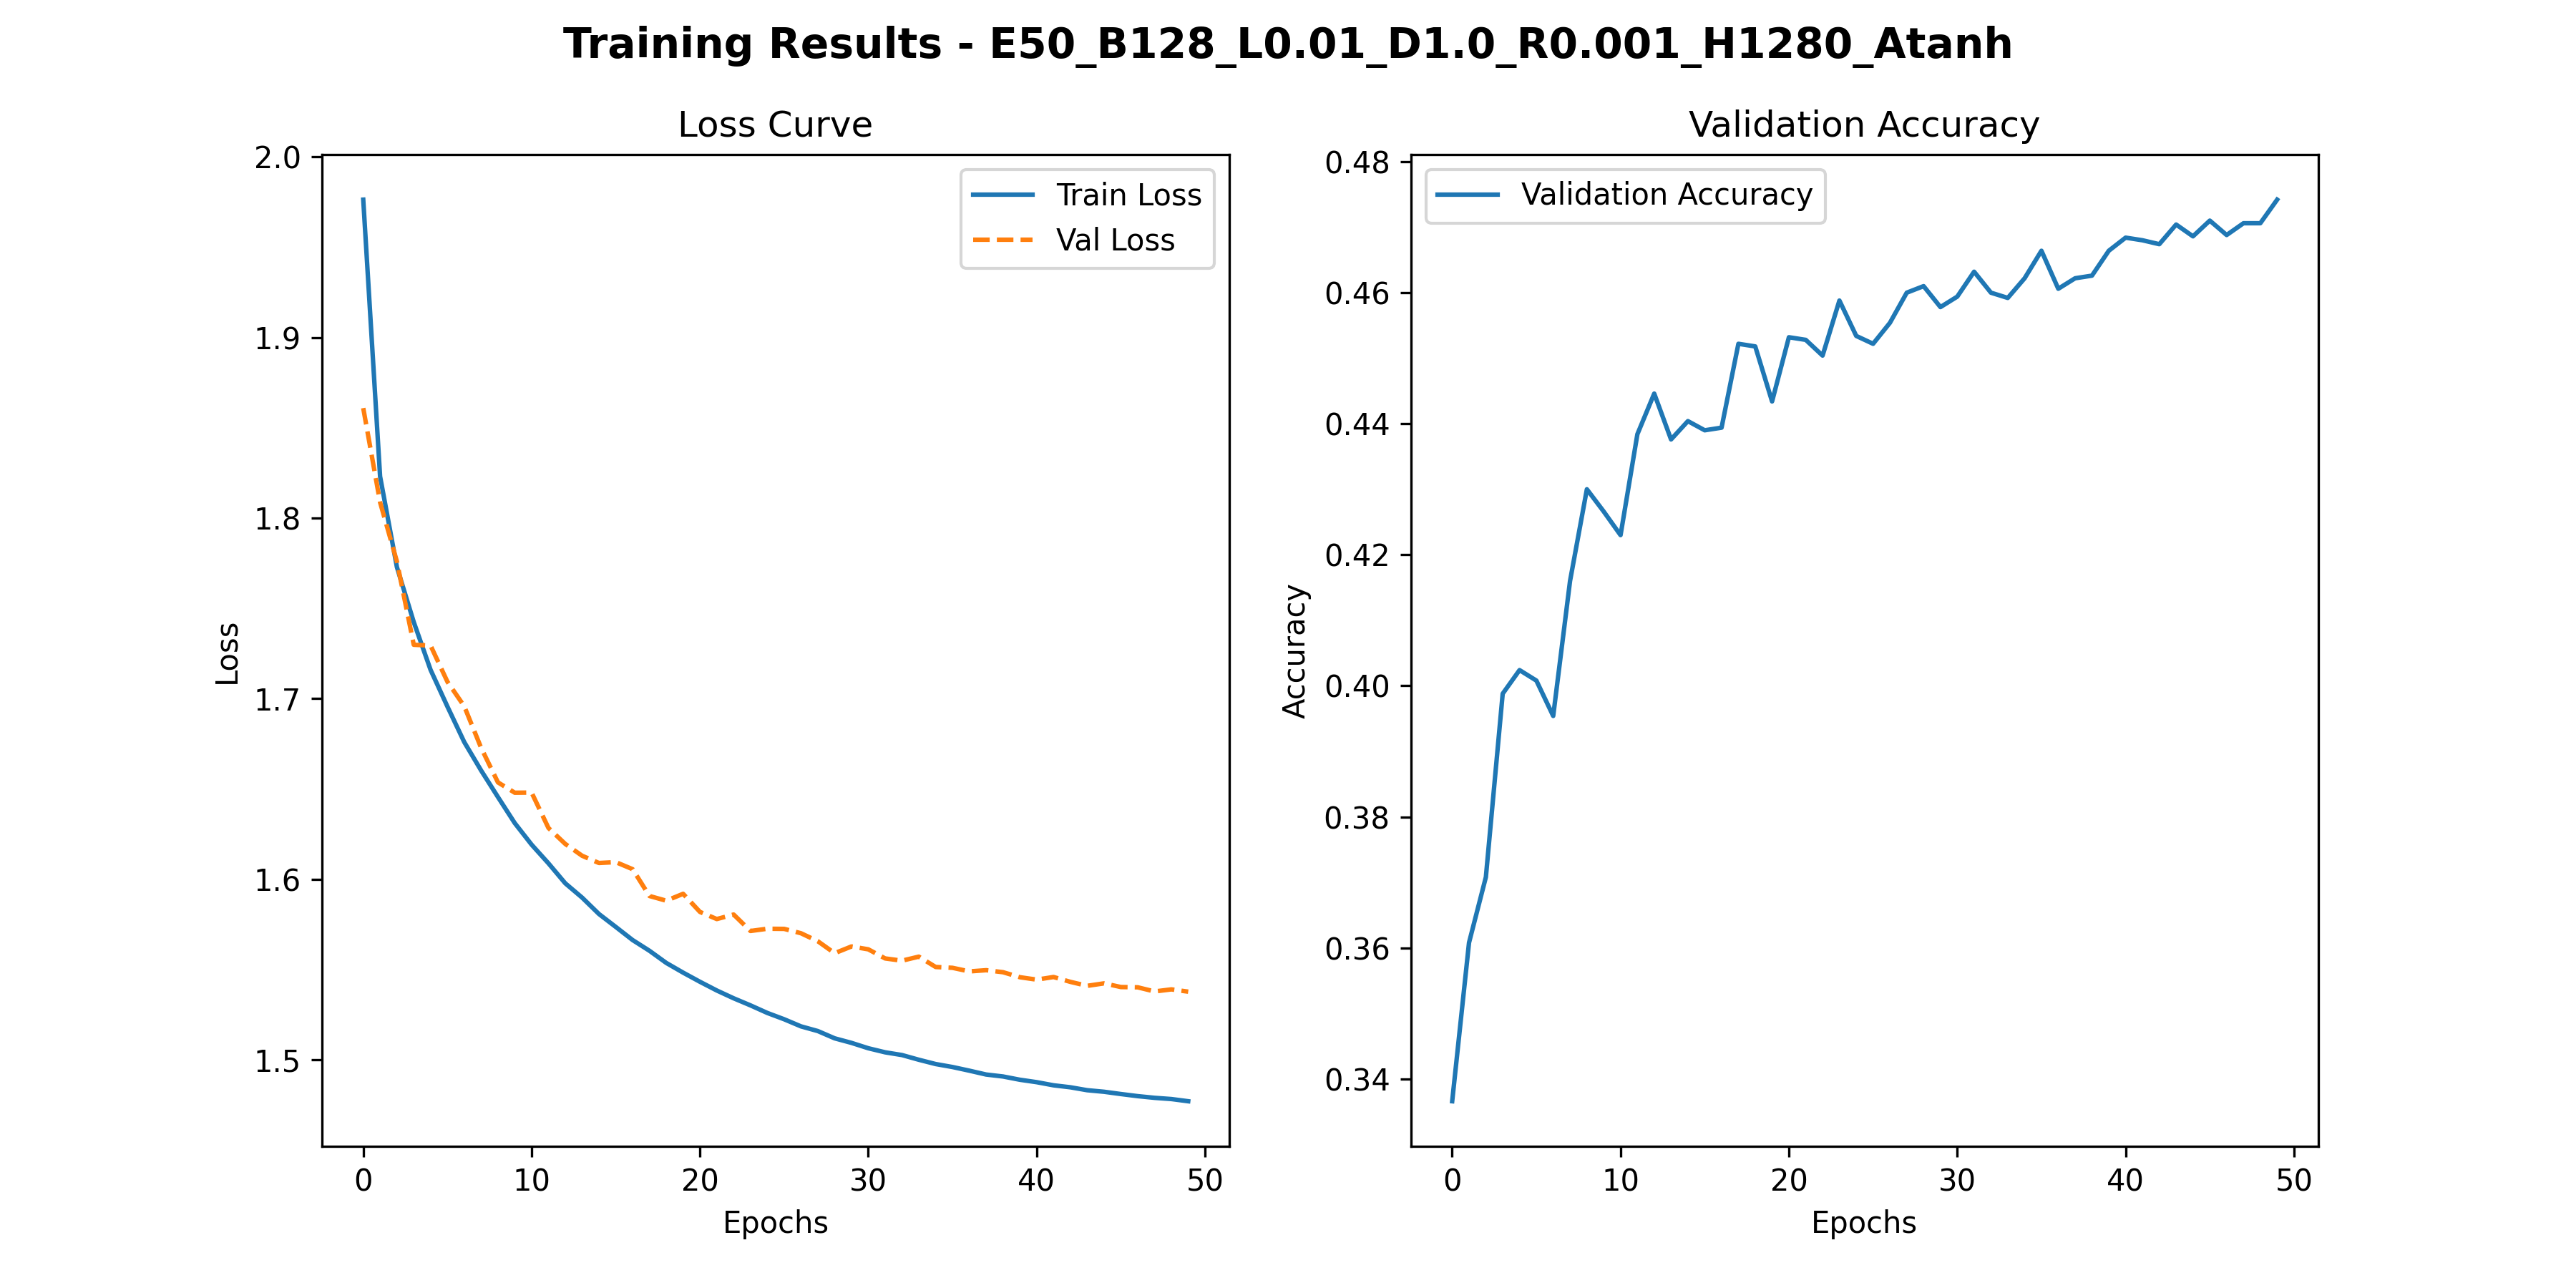 Training Results - E50_B128_L0.01_D1.0_R0.001_H1280_Atanh
Loss Curve
2.0
1.9
1.8
1.7
1.6
1.5
Loss
Train Loss
Val Loss
0
10
20
30
40
50
Epochs
Validation Accuracy
0.48
0.46
0.44
0.42
0.40
0.38
0.36
0.34
Accuracy
Validation Accuracy
0
10
20
30
40
50
Epochs